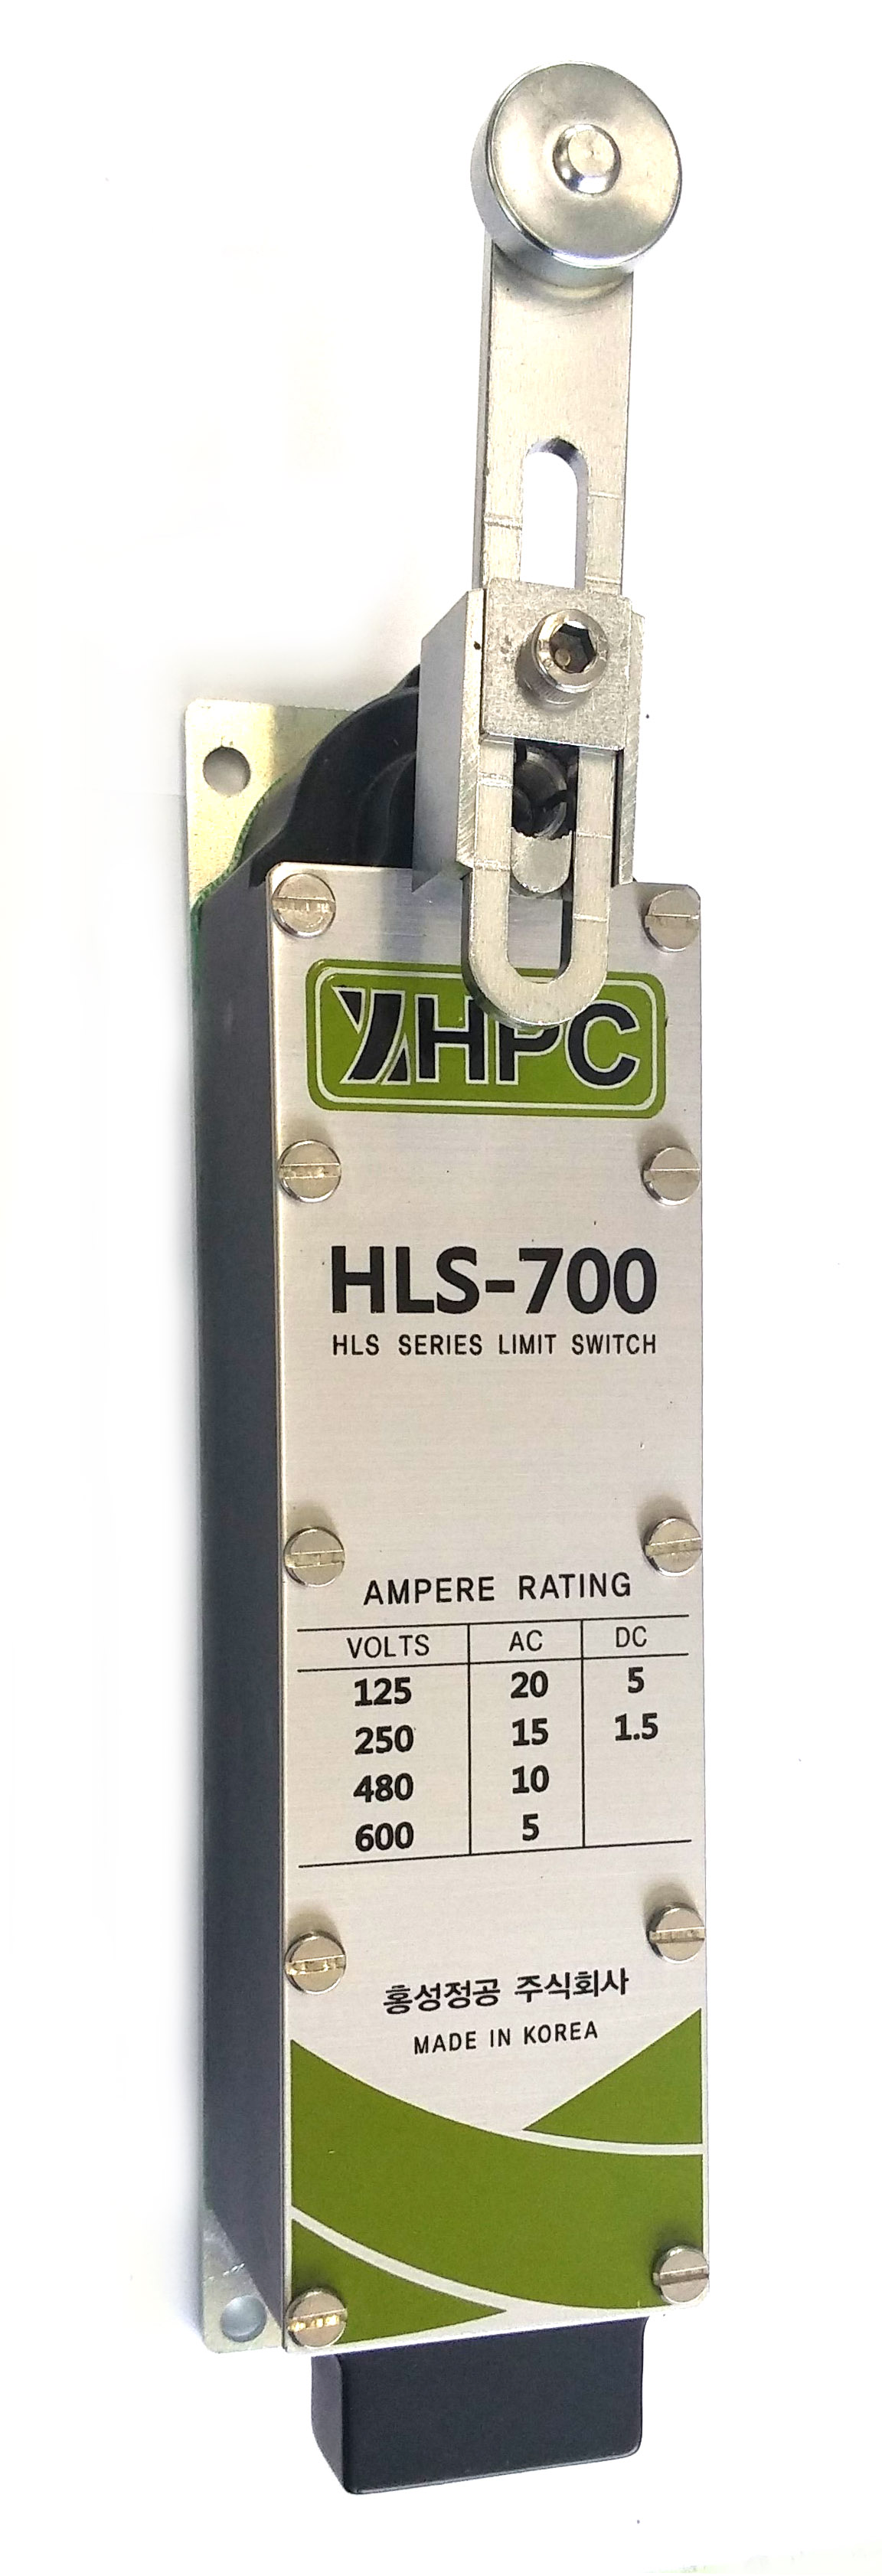 HPC
HLS-700
HLS SERIES LIMIT SWITCH
AMPERE RATING
VOLTS AC DC
125 20 5
250 15 1.5
480 10
600 5
홍성정공 주식회사
MADE IN KOREA